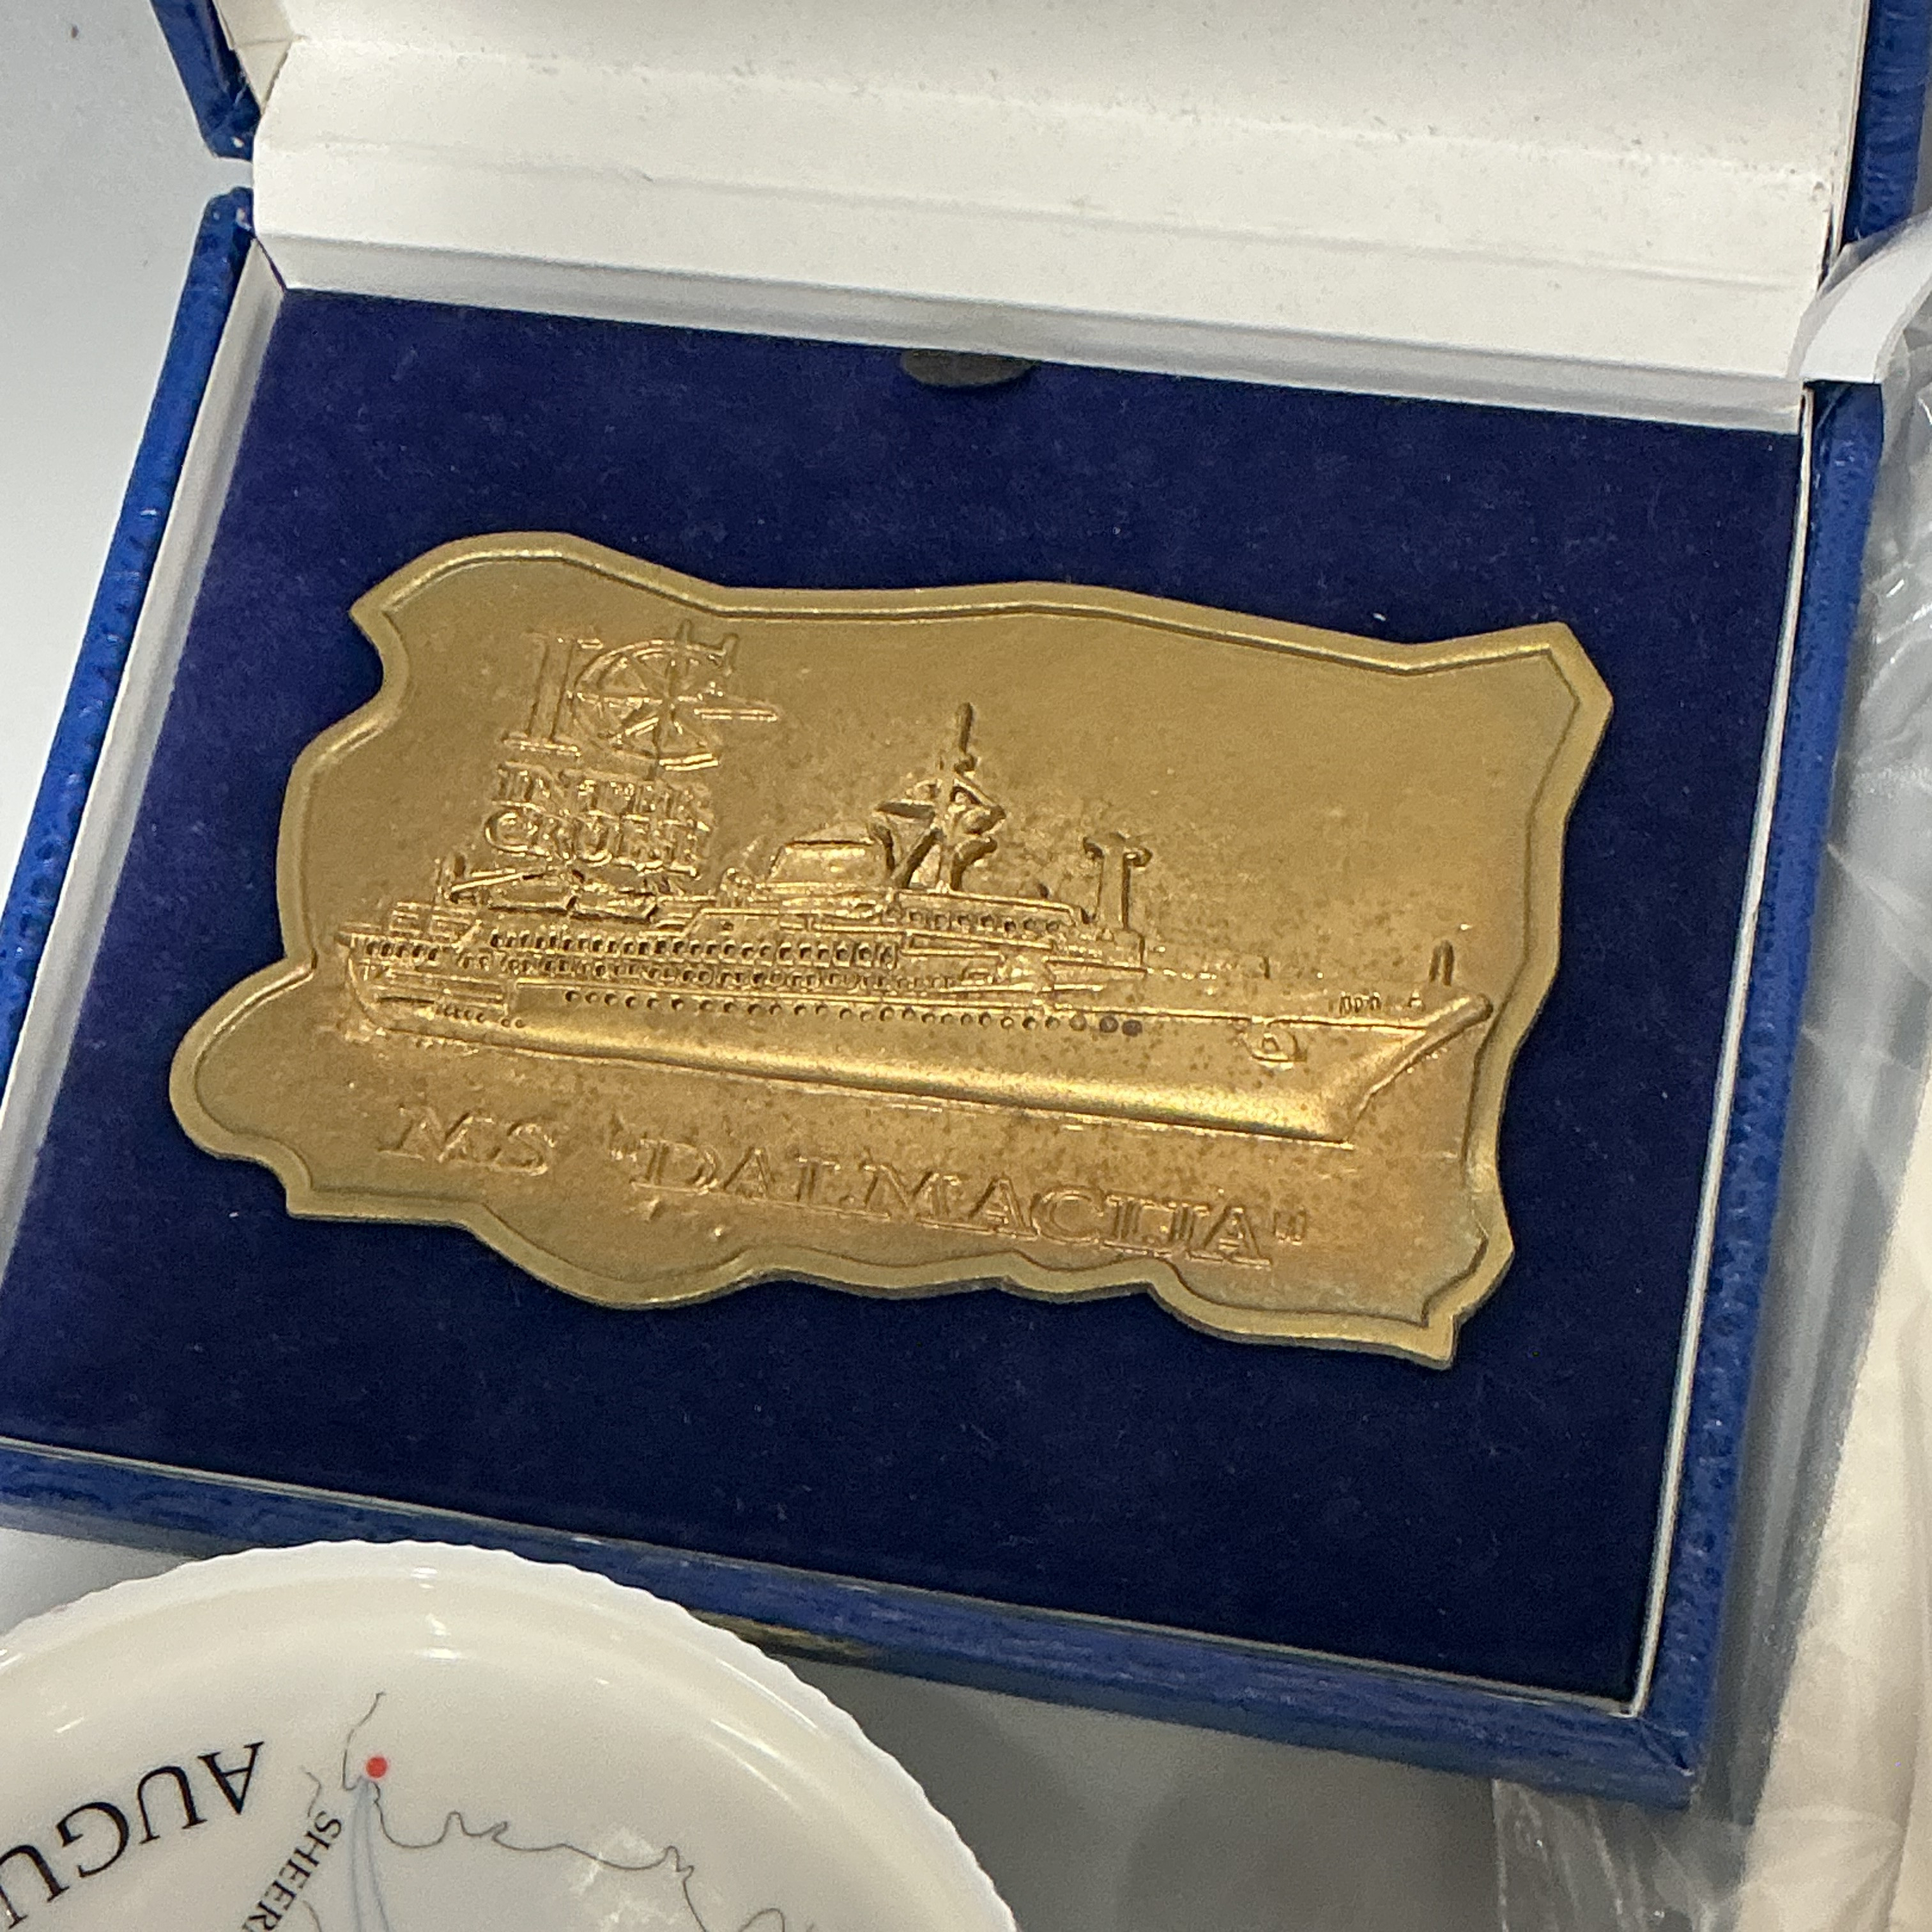 IC
INTER
CRUISE
MS "DALMACIJA"
AUGU
SHEER